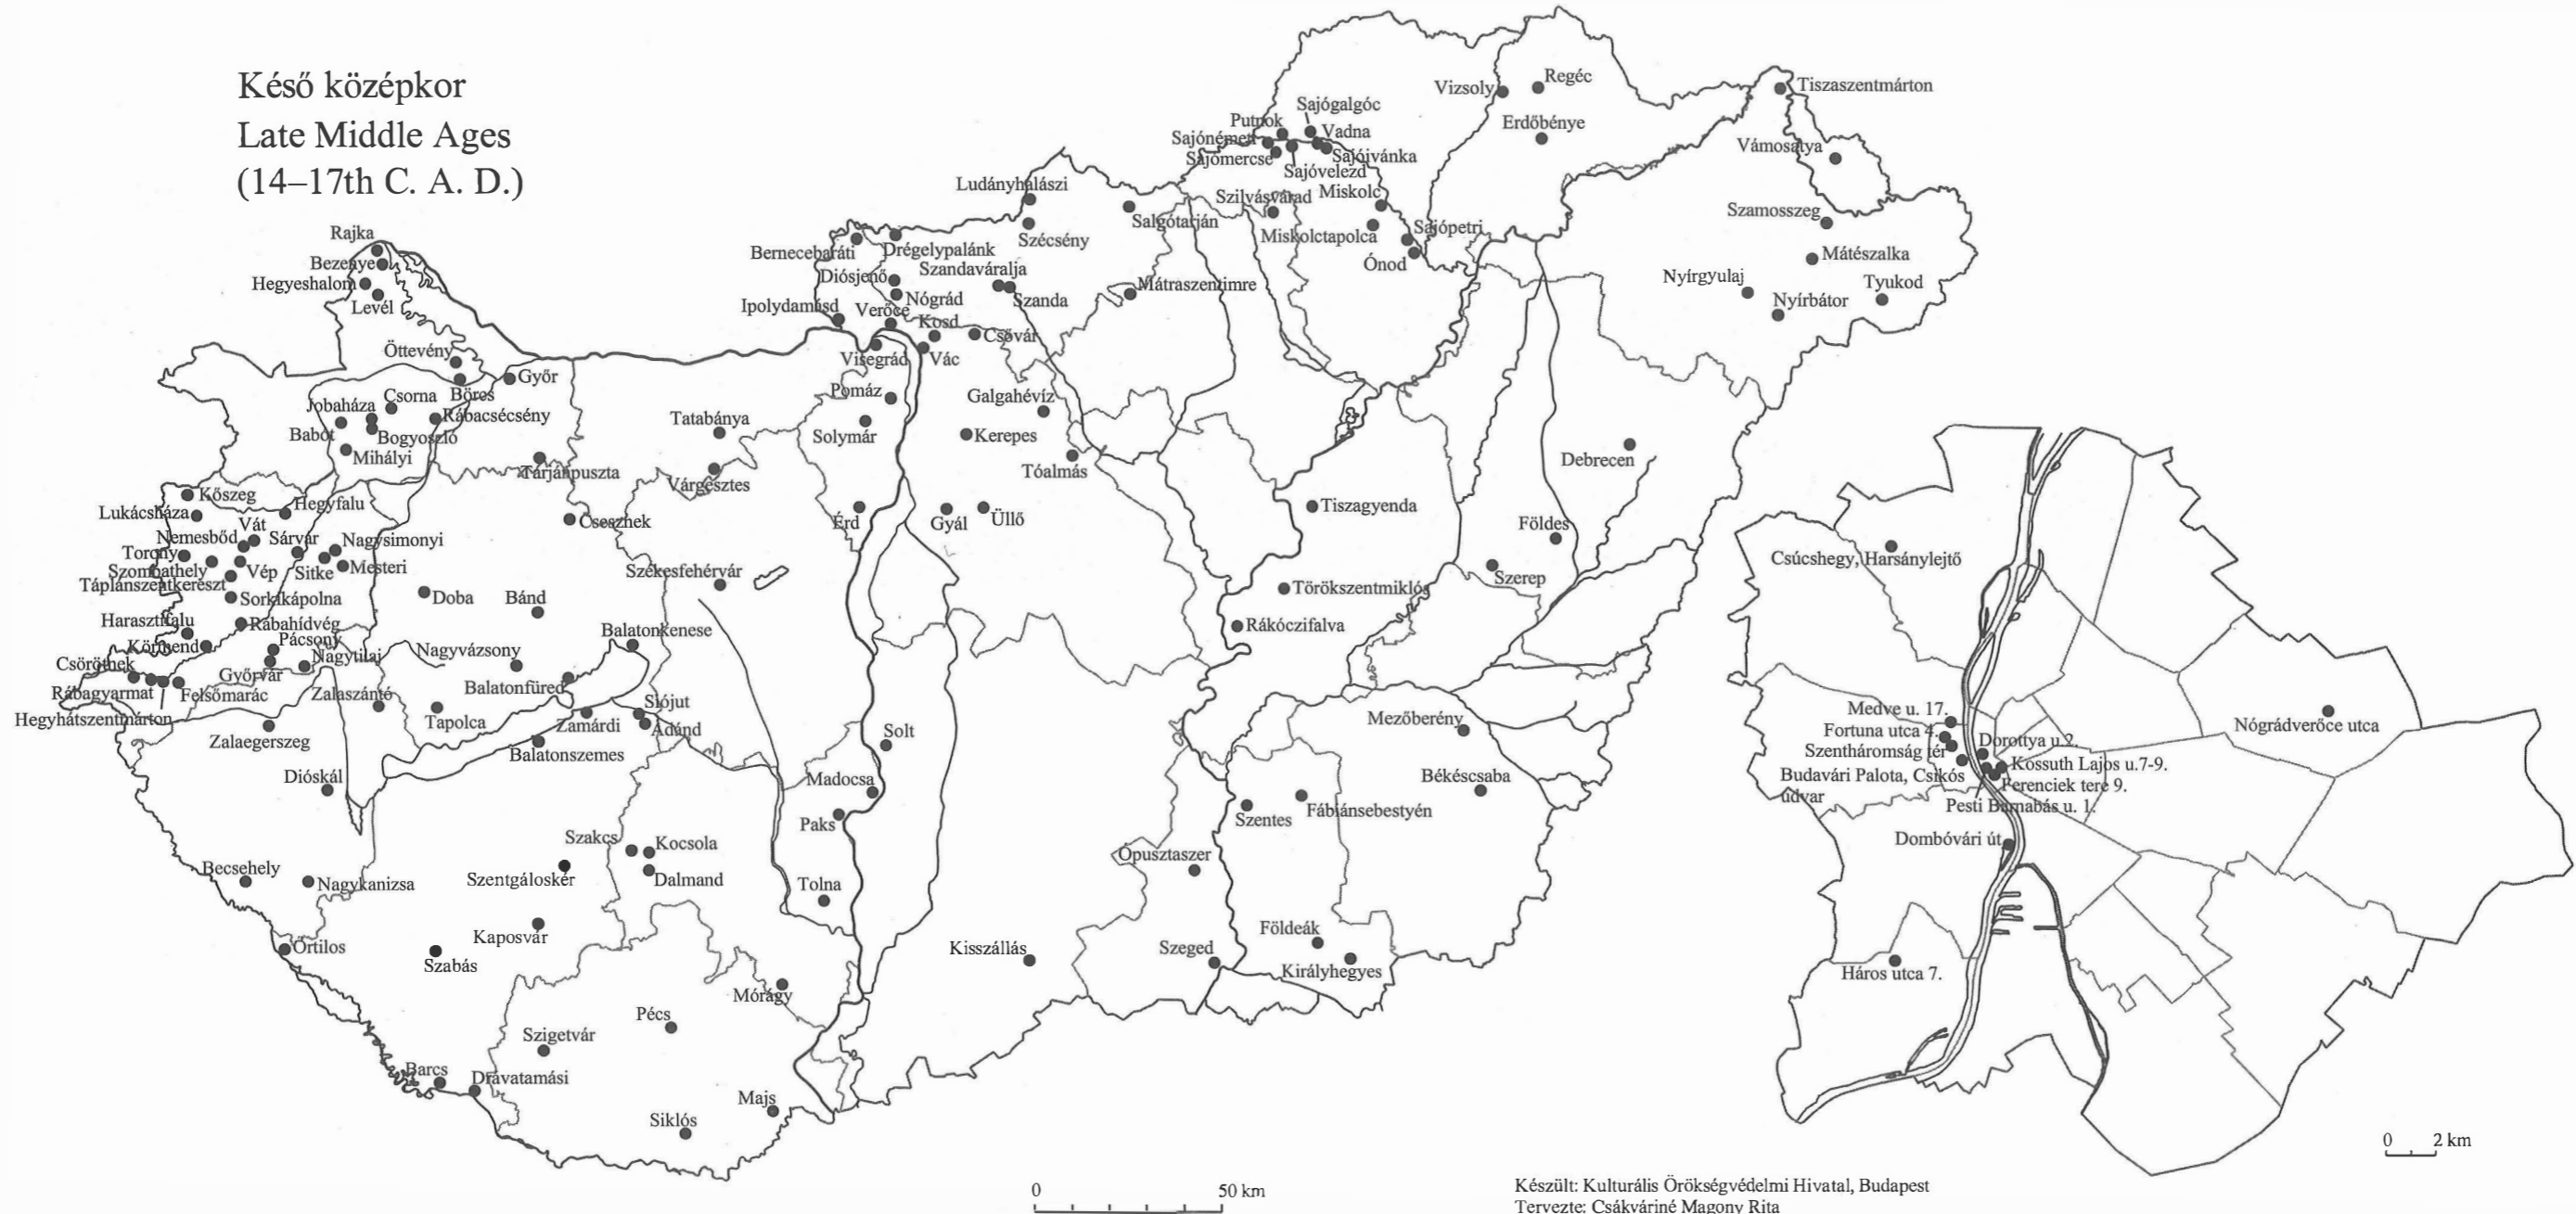 Késő középkor
Late Middle Ages
(14–17th C. A. D.)
Rajka
Bezenye
Hegyeshalom
Levél
Öttevény
Győr
Börcs
Csorna
Jobaháza
Rábacsécsény
Babót
Bogyoszló
Mihályi
Tárjánpuszta
Kőszeg
Lukácsháza
Hegyfalu
Vát
Nemesbőd
Sárvár
Nagysimonyi
Torony
Szombathely
Vép
Sitke
Mesteri
Táplánszentkereszt
Sorkikápolna
Harasztifalu
Rábahídvég
Pácsony
Körmend
Nagytilaj
Csörötnek
Győrvár
Rábagyarmat
Felsőmarác
Hegyhátszentmárton
Zalaszántó
Zalaegerszeg
Dióskál
Becsehely
Nagykanizsa
Őrtilos
Csesznek
Doba
Bánd
Nagyvázsony
Balatonkenese
Balatonfüred
Tapolca
Zamárdi
Siójut
Ádánd
Balatonszemes
Tatabánya
Várgesztes
Székesfehérvár
Szakcs
Kocsola
Szentgáloskér
Dalmand
Kaposvár
Szabás
Barcs
Drávatamási
Szigetvár
Pécs
Mórágy
Majs
Siklós
Madocsa
Paks
Tolna
Solt
Bernecebaráti
Drégelypalánk
Diósjenő
Szandaváralja
Nógrád
Szanda
Ipolydamásd
Verőce
Kosd
Csővár
Visegrád
Vác
Pomáz
Solymár
Galgahévíz
Kerepes
Tóalmás
Érd
Gyál
Üllő
Ludányhalászi
Szécsény
Salgótarján
Mátraszentimre
Putnok
Sajógalgóc
Sajónémeti
Vadna
Sajómercse
Sajóivánka
Sajóvelezd
Szilvásvárad
Miskolc
Miskolctapolca
Sajópetri
Ónod
Vizsoly
Regéc
Erdőbénye
Tiszaszentmárton
Vámosatya
Szamosszeg
Mátészalka
Nyírgyulaj
Nyírbátor
Tyukod
Debrecen
Földes
Szerep
Tiszagyenda
Törökszentmiklós
Rákóczifalva
Mezőberény
Békéscsaba
Szentes
Fábiánsebestyén
Ópusztaszer
Földeák
Királyhegyes
Szeged
Kisszállás
Csúcshegy, Harsánylejtő
Medve u. 17.
Fortuna utca 4.
Szentháromság tér
Budavári Palota, Csikós
udvar
Dorottya u.2.
Kossuth Lajos u.7-9.
Ferenciek tere 9.
Pesti Barnabás u. 1.
Nógrádverőce utca
Dombóvári út
Háros utca 7.
0 2 km
0 50 km
Készült: Kulturális Örökségvédelmi Hivatal, Budapest
Tervezte: Csákváriné Magony Rita